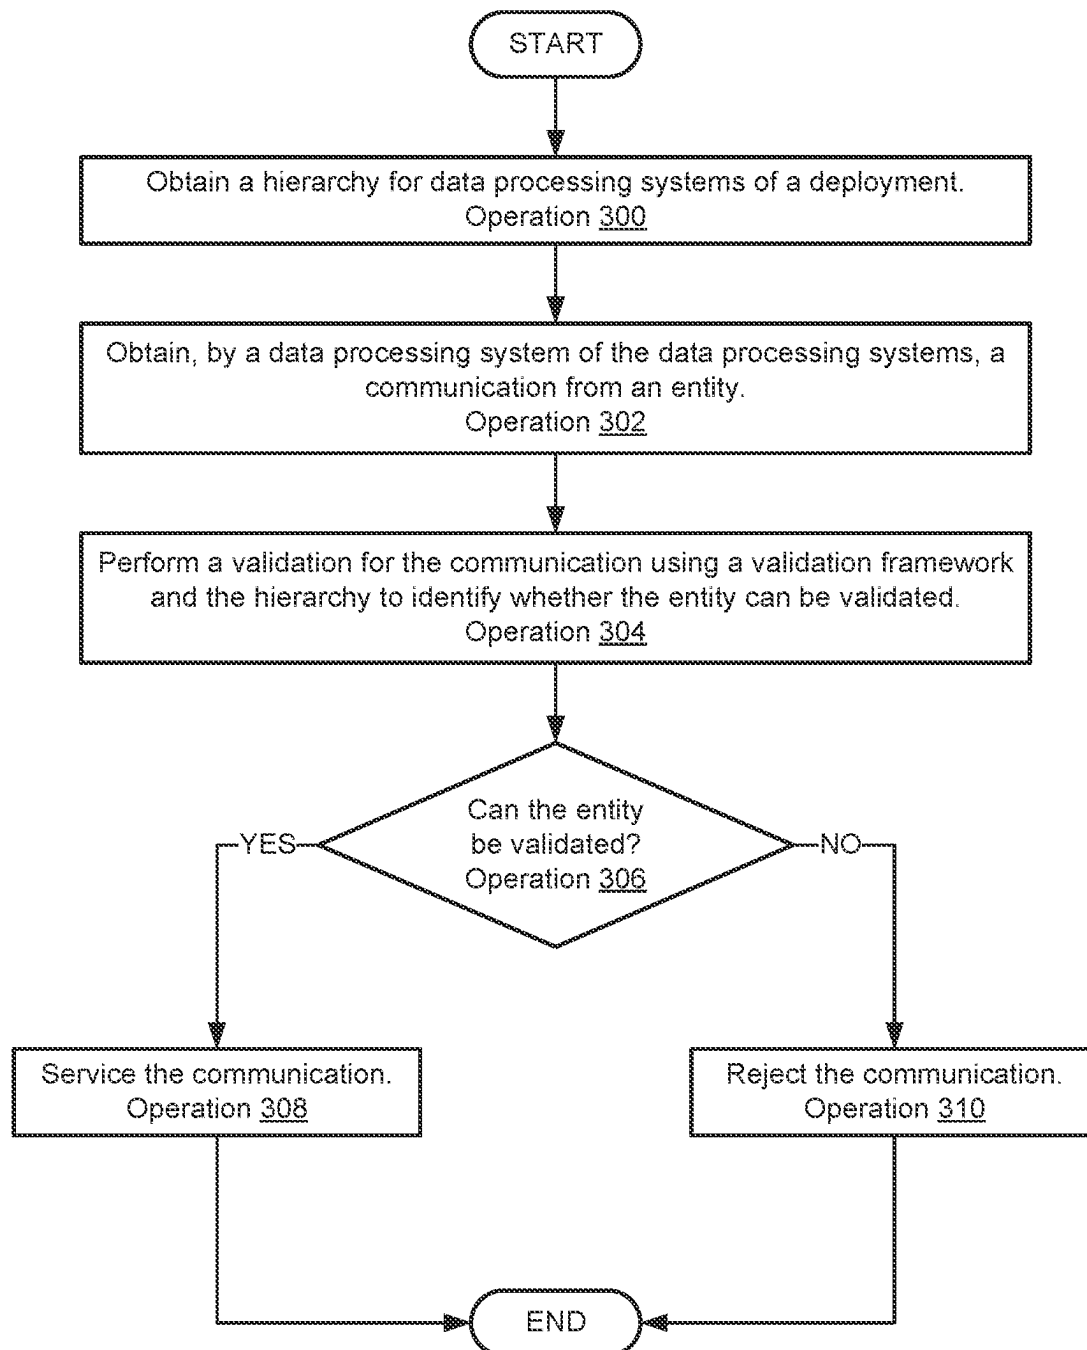 START
Obtain a hierarchy for data processing systems of a deployment.
Operation 300
Obtain, by a data processing system of the data processing systems, a
communication from an entity.
Operation 302
Perform a validation for the communication using a validation framework
and the hierarchy to identify whether the entity can be validated.
Operation 304
Can the entity
be validated?
Operation 306
YES
NO
Service the communication.
Operation 308
Reject the communication.
Operation 310
END